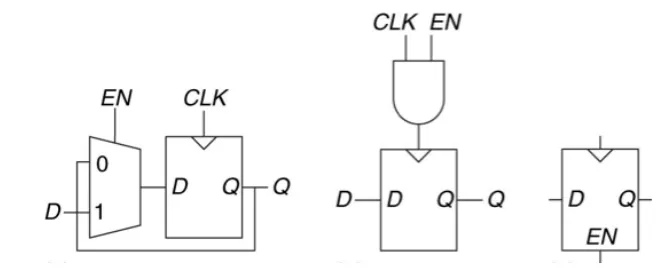 CLK EN
EN CLK
0
D 1 D Q Q
D D Q Q
D Q
EN